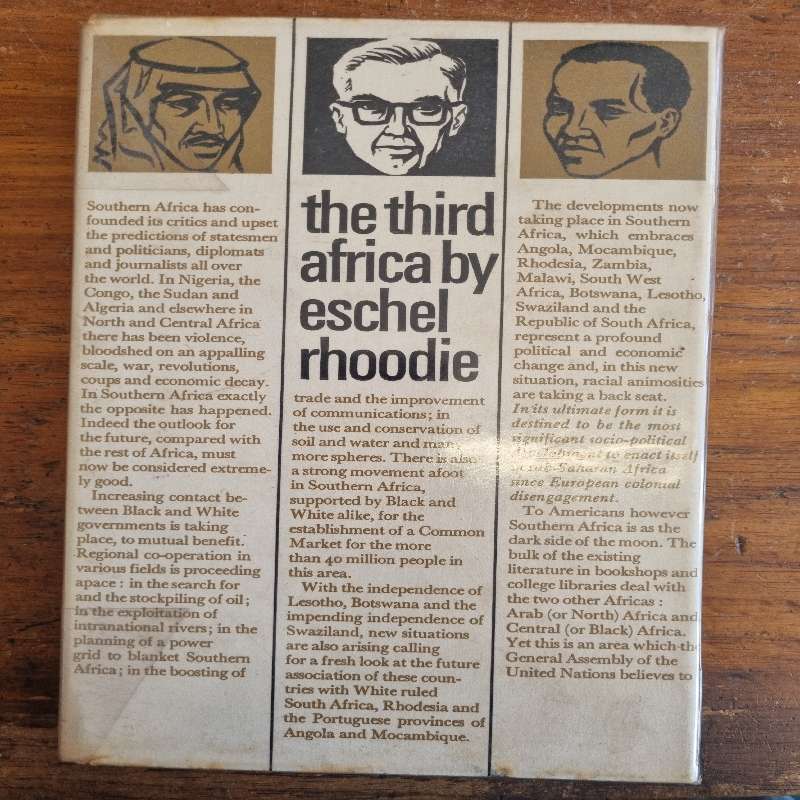 Southern Africa has con-
founded its critics and upset
the predictions of statesmen
and politicians, diplomats
and journalists all over
the world. In Nigeria, the
Congo, the Sudan and
Algeria and elsewhere in
North and Central Africa
there has been violence,
bloodshed on an appalling
scale, war, revolutions,
coups and economic decay.
In Southern Africa exactly
the opposite has happened.
Indeed the outlook for
the future, compared with
the rest of Africa, must
now be considered extreme-
ly good.
Increasing contact be-
tween Black and White
governments is taking
place, to mutual benefit.
Regional co-operation in
various fields is proceeding
apace : in the search for
and the stockpiling of oil ;
in the exploitation of
intranational rivers ; in the
planning of a power
grid to blanket Southern
Africa ; in the boosting of
the third
africa by
eschel
rhoodie
trade and the improvement
of communications ; in
the use and conservation of
soil and water and many
more spheres. There is also
a strong movement afoot
in Southern Africa,
supported by Black and
White alike, for the
establishment of a Common
Market for the more
than 40 million people in
this area.
With the independence of
Lesotho, Botswana and the
impending independence of
Swaziland, new situations
are also arising calling
for a fresh look at the future
association of these coun-
tries with White ruled
South Africa, Rhodesia and
the Portuguese provinces of
Angola and Mocambique.
The developments now
taking place in Southern
Africa, which embraces
Angola, Mocambique,
Rhodesia, Zambia,
Malawi, South West
Africa, Botswana, Lesotho,
Swaziland and the
Republic of South Africa,
represent a profound
political and economic
change and, in this new
situation, racial animosities
are taking a back seat.
In its ultimate form it is
destined to be the most
significant socio-political
to enact itself
sub-Saharan Africa
since European colonial
disengagement.
To Americans however
Southern Africa is as the
dark side of the moon. The
bulk of the existing
literature in bookshops and
college libraries deal with
the two other Africas :
Arab (or North) Africa and
Central (or Black) Africa.
Yet this is an area which the
General Assembly of the
United Nations believes to